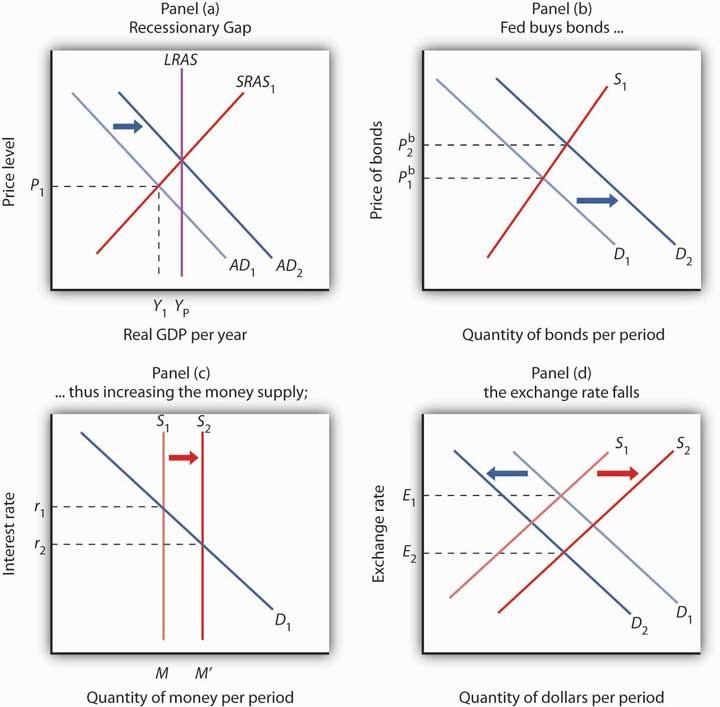 Panel (a)
Recessionary Gap
LRAS
SRAS1
Price level
P1
AD1
AD2
Y1 YP
Real GDP per year
Panel (b)
Fed buys bonds ...
S1
Price of bonds
P2b
P1b
D1
D2
Quantity of bonds per period
Panel (c)
... thus increasing the money supply;
S1
S2
Interest rate
r1
r2
D1
M
M′
Quantity of money per period
Panel (d)
the exchange rate falls
S1
S2
Exchange rate
E1
E2
D1
D2
Quantity of dollars per period